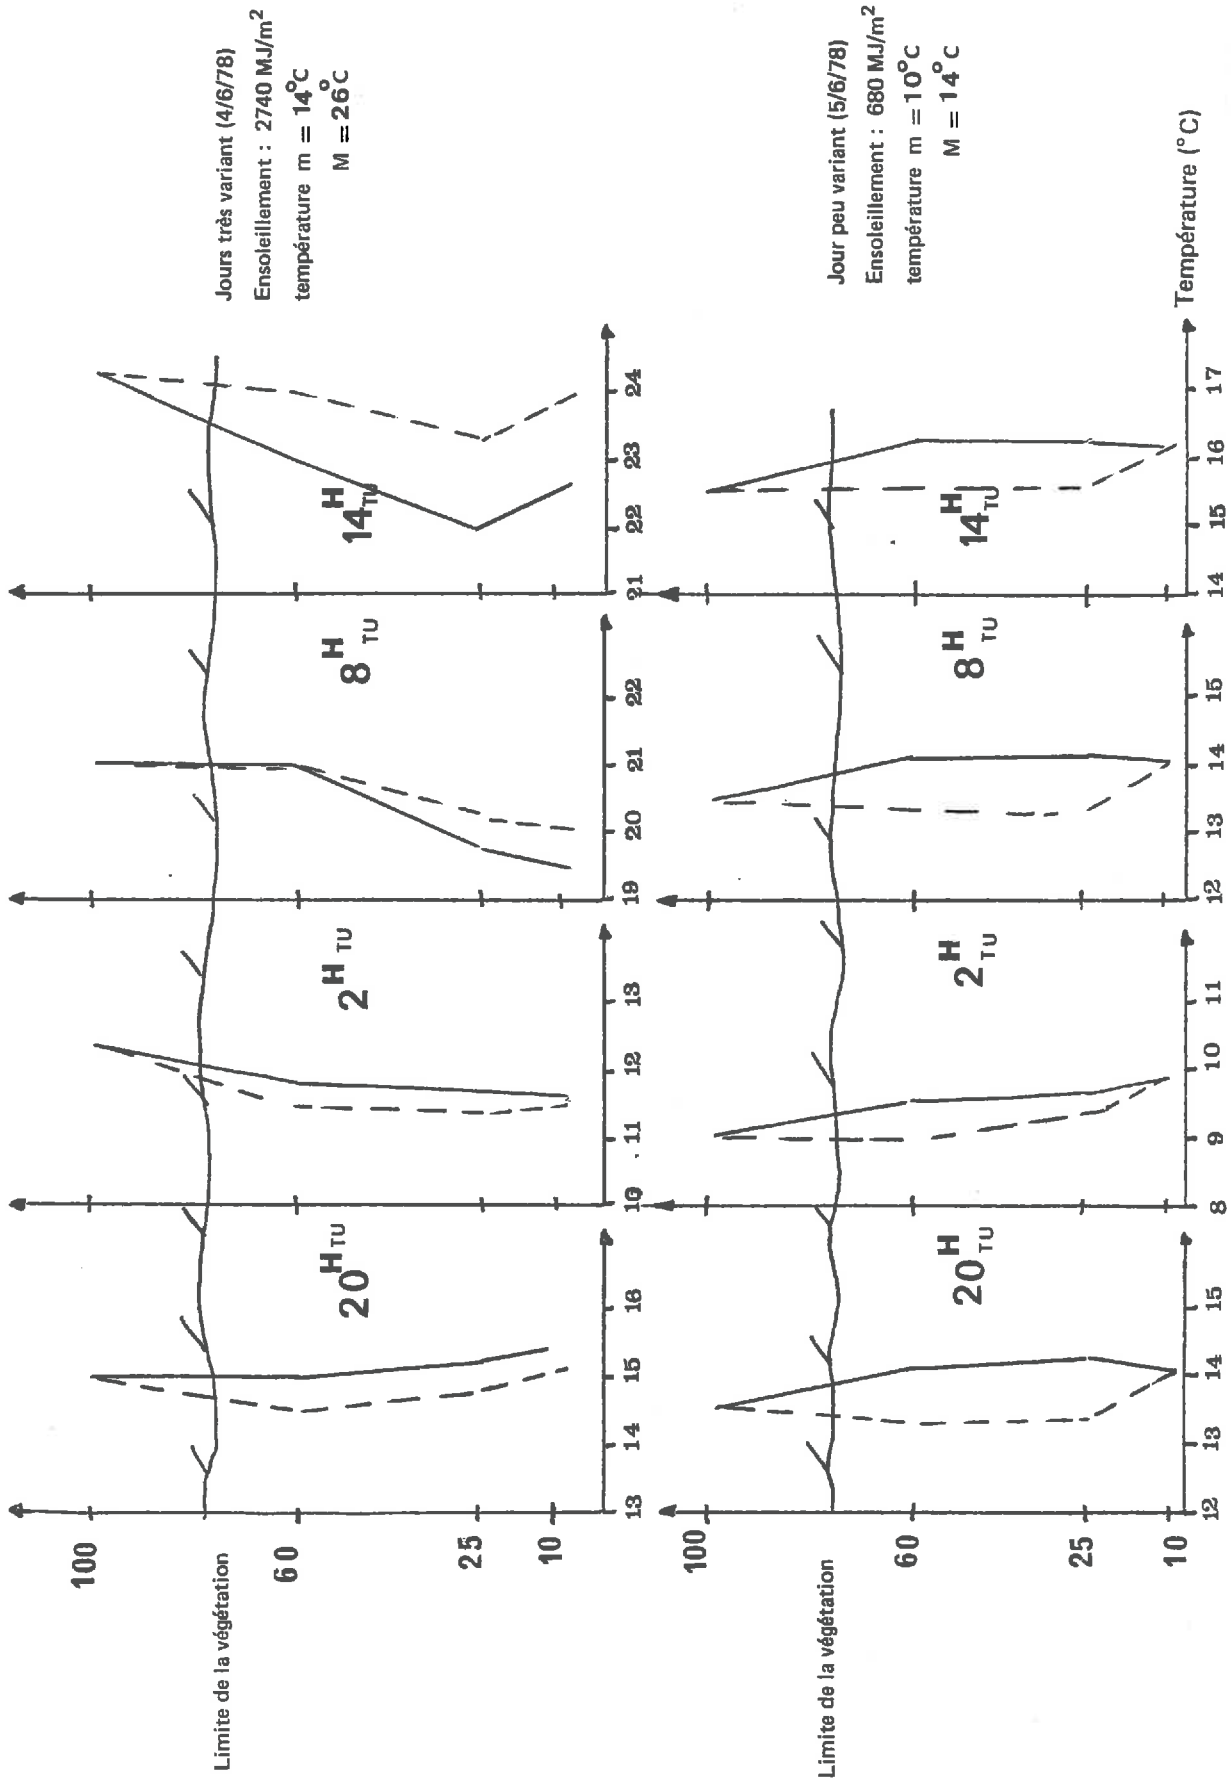 100
Limite de la végétation
60
25
10
20H TU
2H TU
8H TU
14H TU
13 14 15 16
10 11 12 13
19 20 21 22
21 22 23 24
Jours très variant (4/6/78)
Ensoleillement : 2740 MJ/m²
température m = 14°C
M = 26°C
100
Limite de la végétation
60
25
10
20H TU
2H TU
8H TU
14H TU
12 13 14 15
8 9 10 11
12 13 14 15
14 15 16 17
Température (°C)
Jour peu variant (5/6/78)
Ensoleillement : 680 MJ/m²
température m = 10°C
M = 14°C